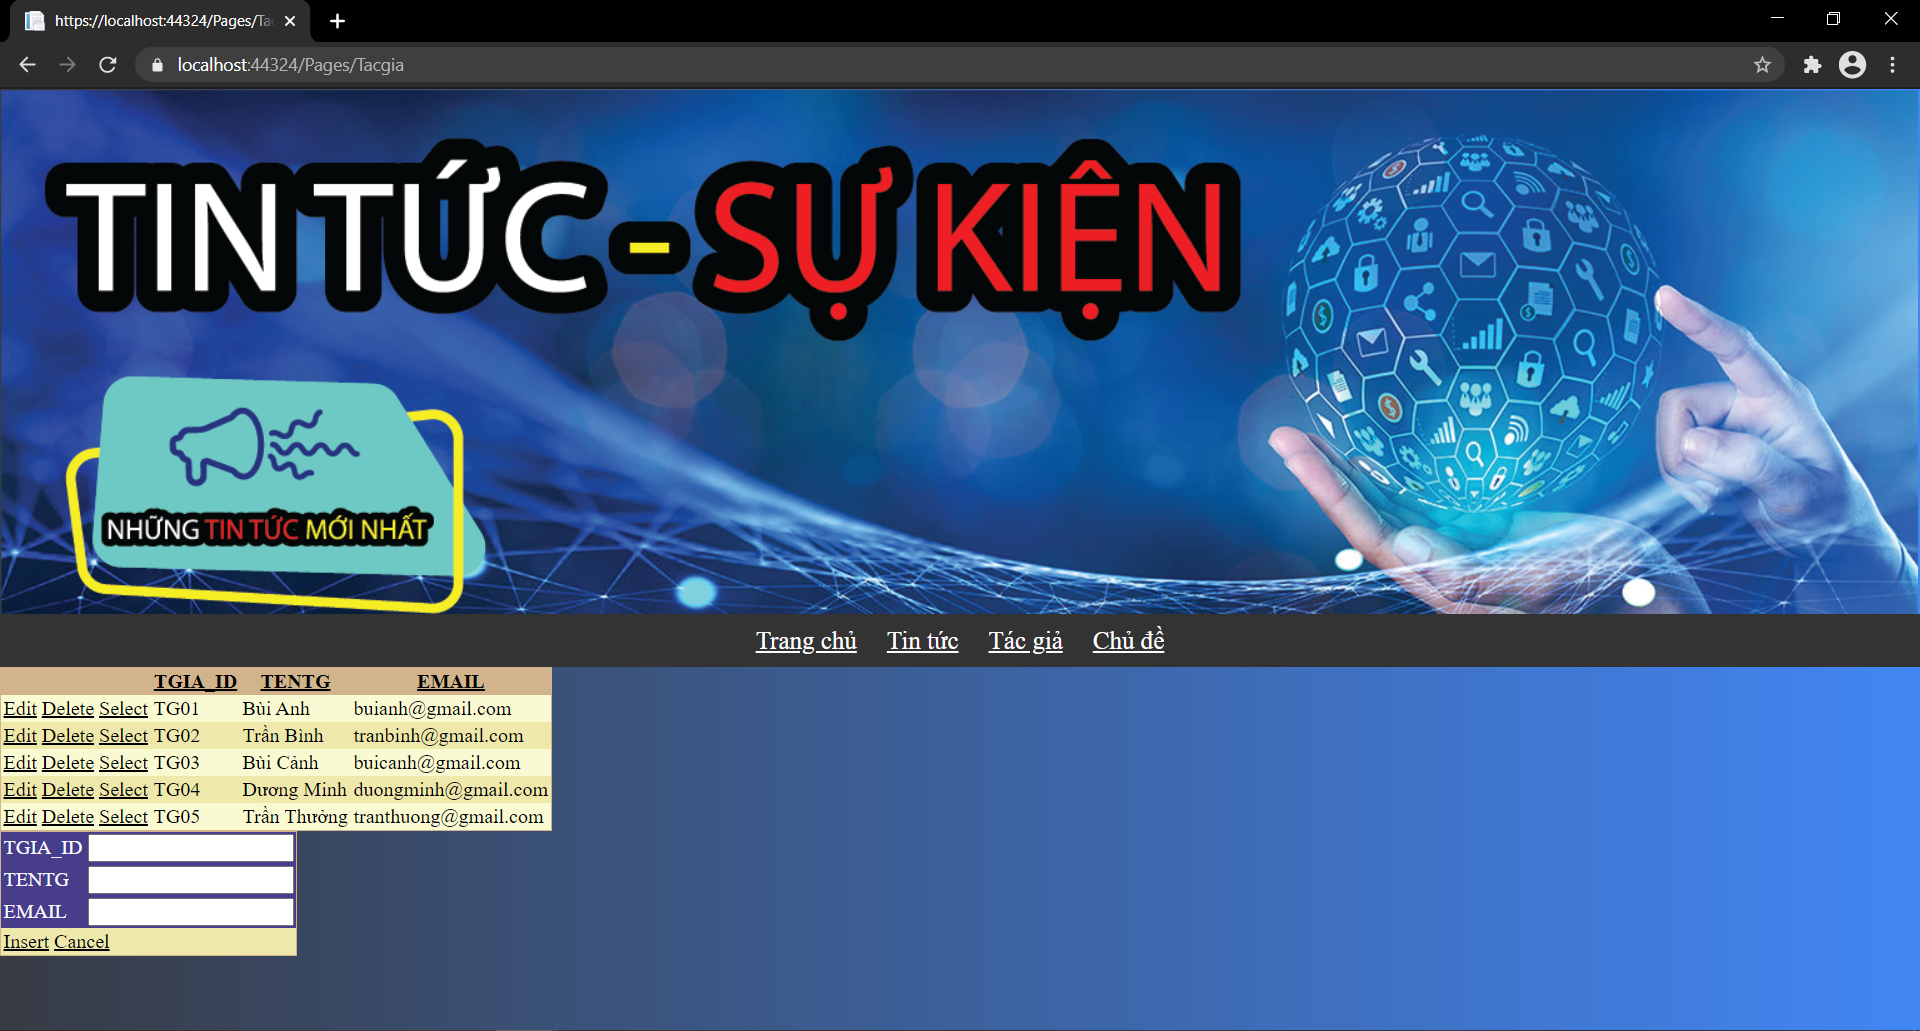 https://localhost:44324/Pages/Ta
localhost:44324/Pages/Tacgia
TIN TỨC - SỰ KIỆN
NHỮNG TIN TỨC MỚI NHẤT
Trang chủ Tin tức Tác giả Chủ đề
TGIA_ID TENTG EMAIL
Edit Delete Select TG01 Bùi Anh buianh@gmail.com
Edit Delete Select TG02 Trần Bình tranbinh@gmail.com
Edit Delete Select TG03 Bùi Cảnh buicanh@gmail.com
Edit Delete Select TG04 Dương Minh duongminh@gmail.com
Edit Delete Select TG05 Trần Thưởng tranthuong@gmail.com
TGIA_ID
TENTG
EMAIL
Insert Cancel